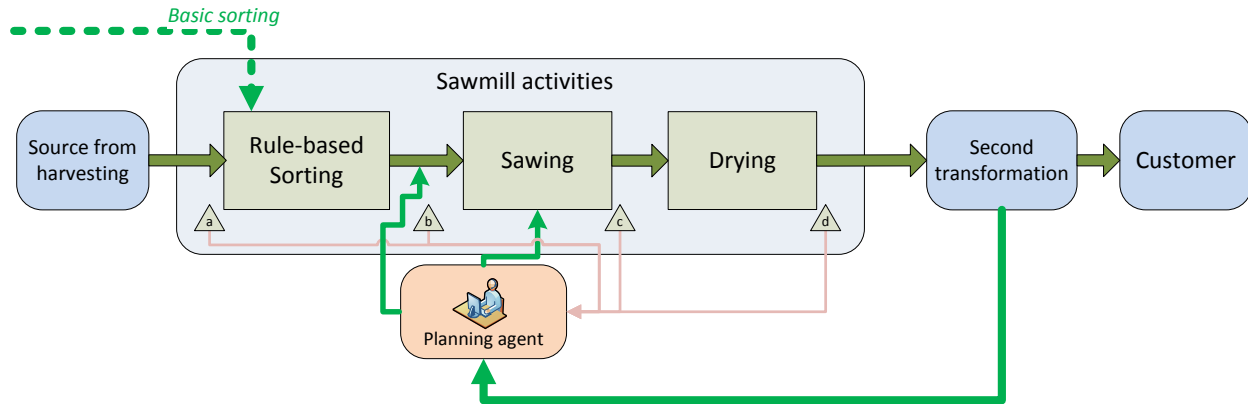 Basic sorting
Sawmill activities
Source from
harvesting
Rule-based
Sorting
Sawing
Drying
Second
transformation
Customer
a
b
c
d
Planning agent